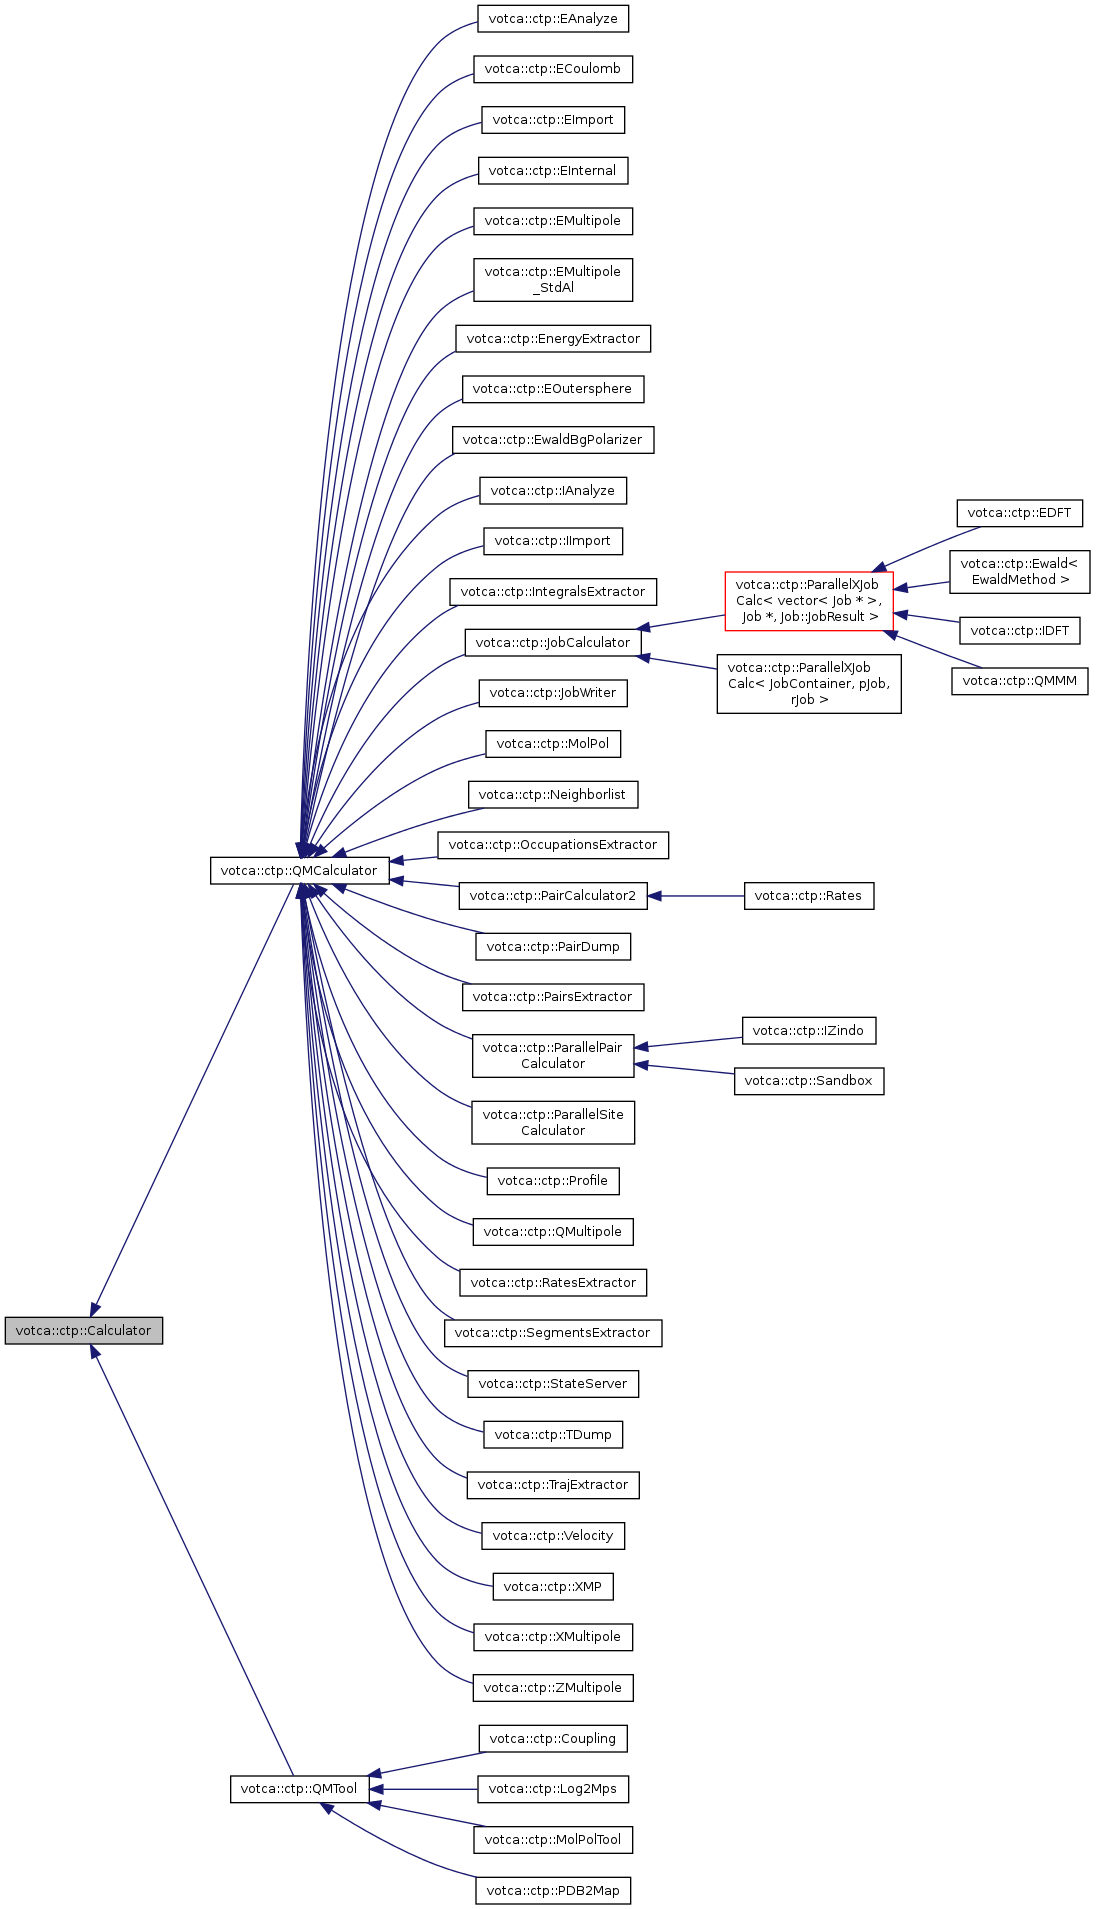 votca::ctp::EAnalyze
votca::ctp::ECoulomb
votca::ctp::EImport
votca::ctp::EInternal
votca::ctp::EMultipole
votca::ctp::EMultipole
_StdAl
votca::ctp::EnergyExtractor
votca::ctp::EOutersphere
votca::ctp::EwaldBgPolarizer
votca::ctp::IAnalyze
votca::ctp::IImport
votca::ctp::IntegralsExtractor
votca::ctp::JobCalculator
votca::ctp::ParallelXJob
Calc< vector< Job * >,
Job *, Job::JobResult >
votca::ctp::EDFT
votca::ctp::Ewald<
EwaldMethod >
votca::ctp::IDFT
votca::ctp::QMMM
votca::ctp::ParallelXJob
Calc< JobContainer, pJob,
rJob >
votca::ctp::JobWriter
votca::ctp::MolPol
votca::ctp::Neighborlist
votca::ctp::OccupationsExtractor
votca::ctp::QMCalculator
votca::ctp::PairCalculator2
votca::ctp::Rates
votca::ctp::PairDump
votca::ctp::PairsExtractor
votca::ctp::ParallelPair
Calculator
votca::ctp::IZindo
votca::ctp::Sandbox
votca::ctp::ParallelSite
Calculator
votca::ctp::Profile
votca::ctp::QMultipole
votca::ctp::RatesExtractor
votca::ctp::Calculator
votca::ctp::SegmentsExtractor
votca::ctp::StateServer
votca::ctp::TDump
votca::ctp::TrajExtractor
votca::ctp::Velocity
votca::ctp::XMP
votca::ctp::XMultipole
votca::ctp::ZMultipole
votca::ctp::QMTool
votca::ctp::Coupling
votca::ctp::Log2Mps
votca::ctp::MolPolTool
votca::ctp::PDB2Map